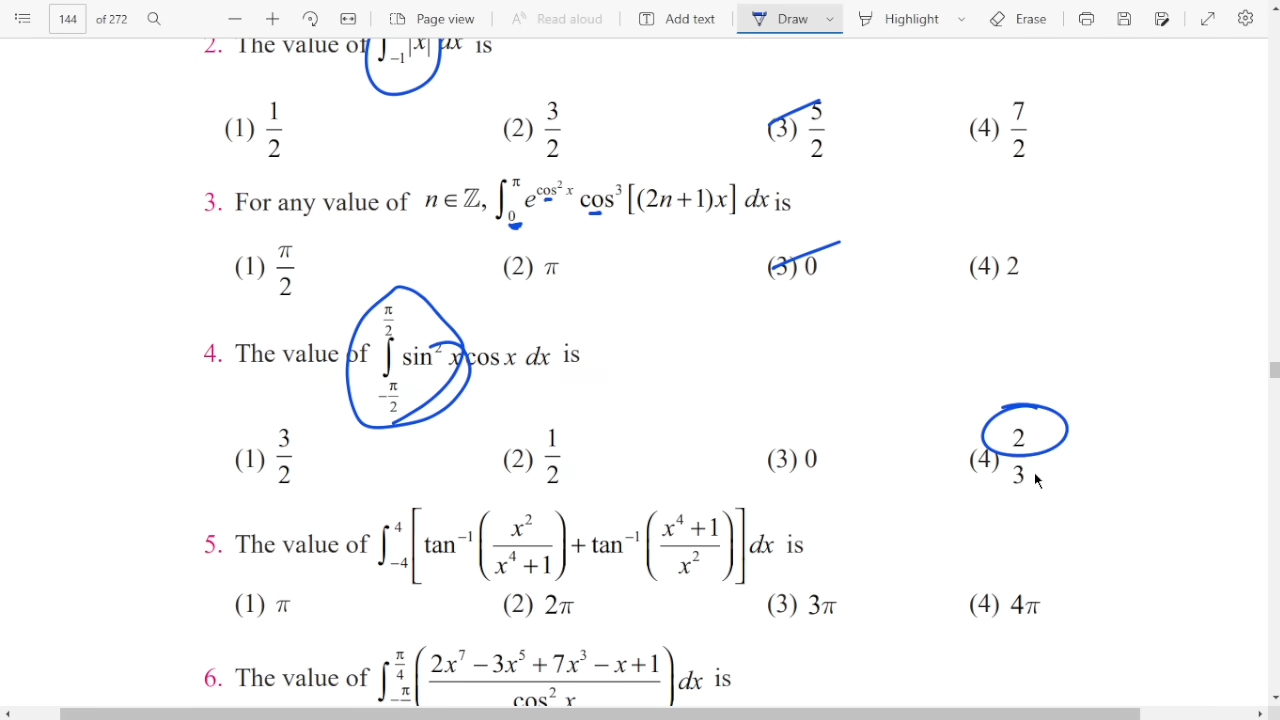 144 of 272 Page view Read aloud Add text Draw Highlight Erase
2. The value of ∫₋₁ |x| dx is
(1) 1/2 (2) 3/2 (3) 5/2 (4) 7/2
3. For any value of n ∈ ℤ, ∫₀^π e^(cos² x) cos³ [(2n+1)x] dx is
(1) π/2 (2) π (3) 0 (4) 2
4. The value of ∫_(-π/2)^(π/2) sin² x cos x dx is
(1) 3/2 (2) 1/2 (3) 0 (4) 2/3
5. The value of ∫₋₄⁴ [tan⁻¹(x²/(x⁴+1)) + tan⁻¹((x⁴+1)/x²)] dx is
(1) π (2) 2π (3) 3π (4) 4π
6. The value of ∫^(π/4) ((2x⁷ − 3x⁵ + 7x³ − x + 1)/cos² x) dx is